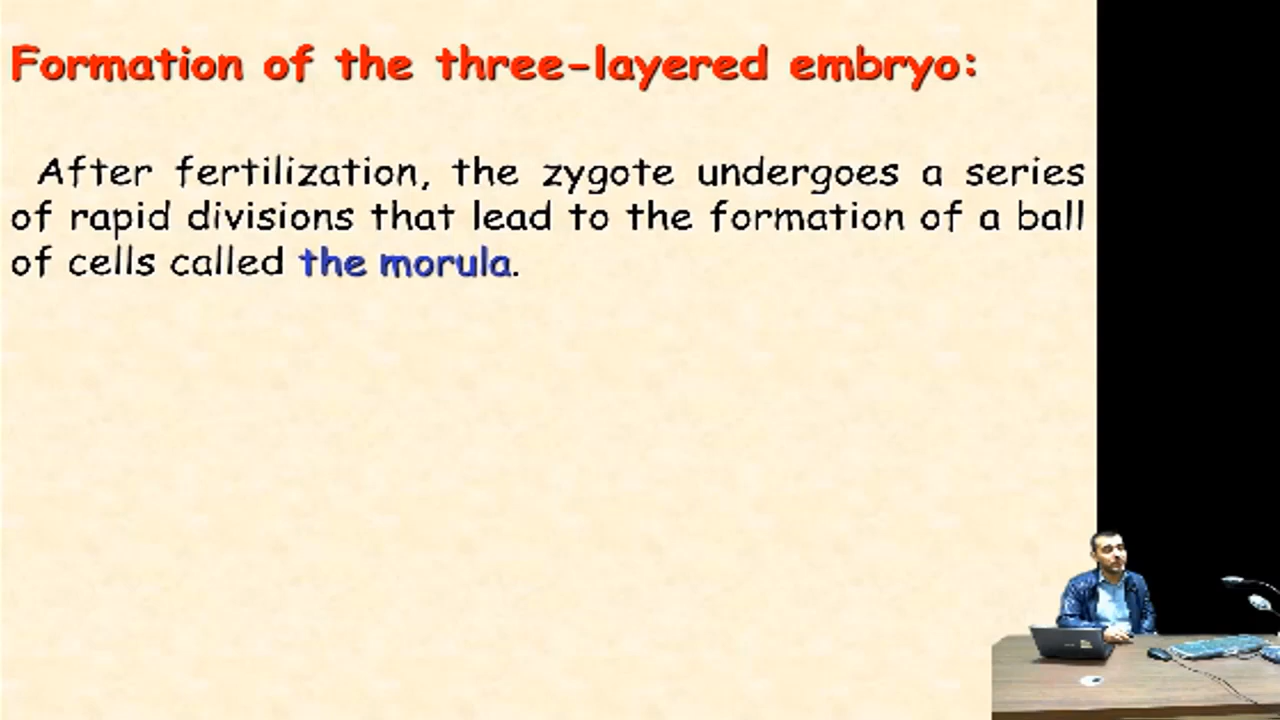 Formation of the three-layered embryo:
After fertilization, the zygote undergoes a series
of rapid divisions that lead to the formation of a ball
of cells called the morula.